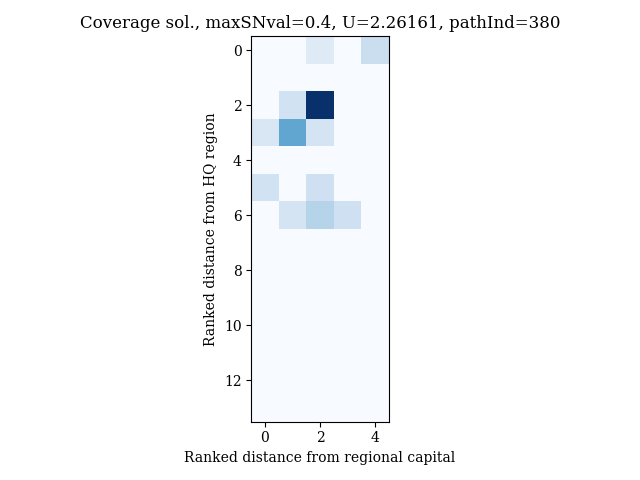 Coverage sol., maxSNval=0.4, U=2.26161, pathInd=380
0
2
4
6
8
10
12
Ranked distance from HQ region
0 2 4
Ranked distance from regional capital